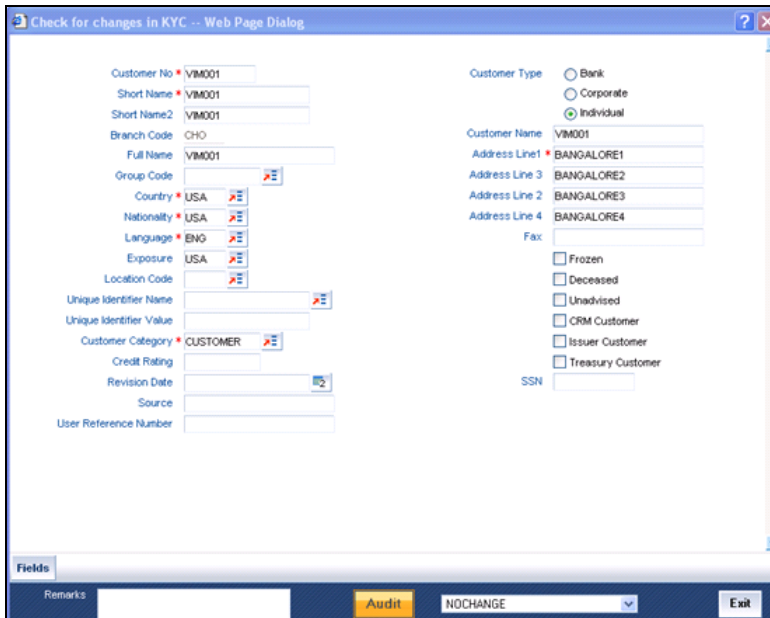 Check for changes in KYC -- Web Page Dialog
Customer No * VIM001
Short Name * VIM001
Short Name2 VIM001
Branch Code CHO
Full Name VIM001
Group Code
Country * USA
Nationality * USA
Language * ENG
Exposure USA
Location Code
Unique Identifier Name
Unique Identifier Value
Customer Category * CUSTOMER
Credit Rating
Revision Date
Source
User Reference Number
Customer Type Bank
Corporate
Individual
Customer Name VIM001
Address Line1 * BANGALORE1
Address Line 3 BANGALORE2
Address Line 2 BANGALORE3
Address Line 4 BANGALORE4
Fax
Frozen
Deceased
Unadvised
CRM Customer
Issuer Customer
Treasury Customer
SSN
Fields
Remarks Audit NOCHANGE Exit